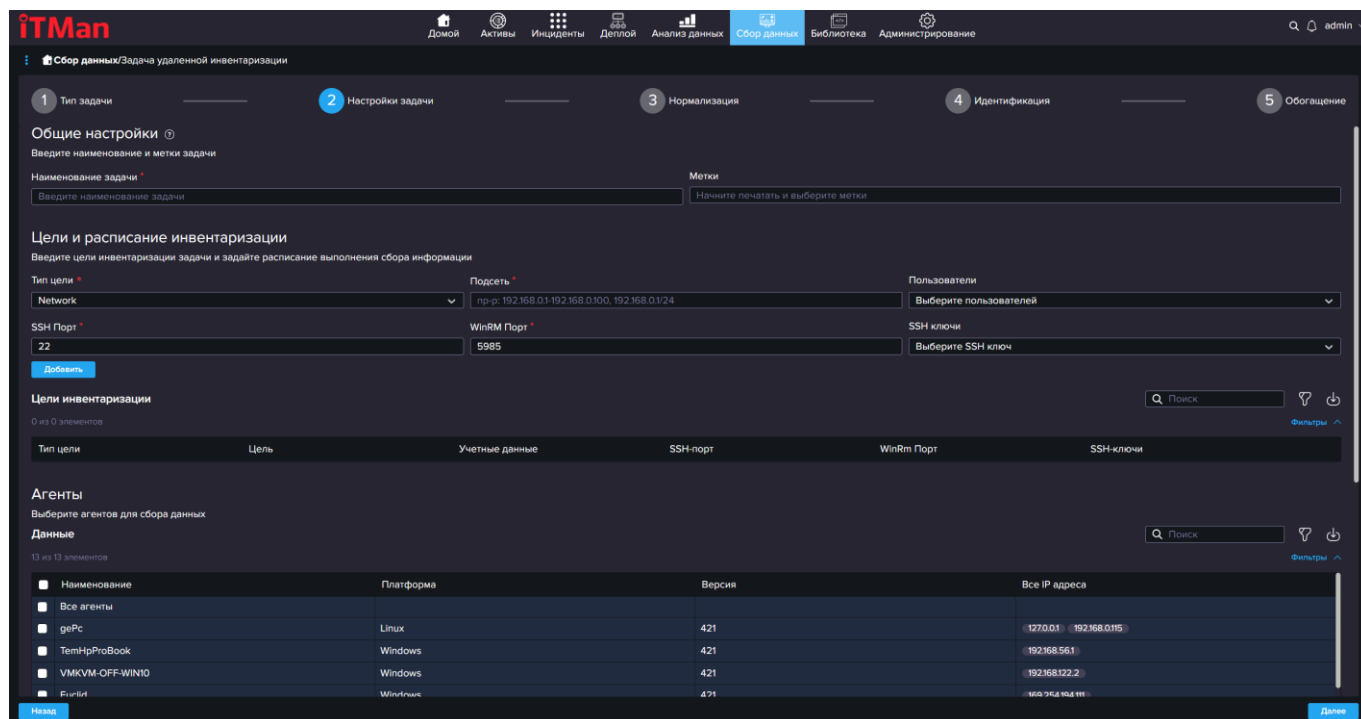 iTMan
Домой Активы Инциденты Деплой Анализ данных Сбор данных Библиотека Администрирование admin
Сбор данных/Задача удаленной инвентаризации
1 Тип задачи 2 Настройки задачи 3 Нормализация 4 Идентификация 5 Обогащение
Общие настройки ?
Введите наименование и метки задачи
Наименование задачи * Метки
Введите наименование задачи Начните печатать и выберите метки
Цели и расписание инвентаризации
Введите цели инвентаризации задачи и задайте расписание выполнения сбора информации
Тип цели * Подсеть * Пользователи
Network пр-р: 192.168.0.1-192.168.0.100, 192.168.0.1/24 Выберите пользователей
SSH Порт * WinRM Порт * SSH ключи
22 5985 Выберите SSH ключ
Добавить
Цели инвентаризации Поиск
0 из 0 элементов Фильтры
Тип цели Цель Учетные данные SSH-порт WinRm Порт SSH-ключи
Агенты
Выберите агентов для сбора данных
Данные Поиск
13 из 13 элементов Фильтры
Наименование Платформа Версия Все IP адреса
Все агенты
gePc Linux 421 127.0.0.1 192.168.0.115
TemHpProBook Windows 421 192.168.56.1
VMKVM-OFF-WIN10 Windows 421 192.168.122.2
Euclid Windows 421 169.254.194.111
Назад Далее